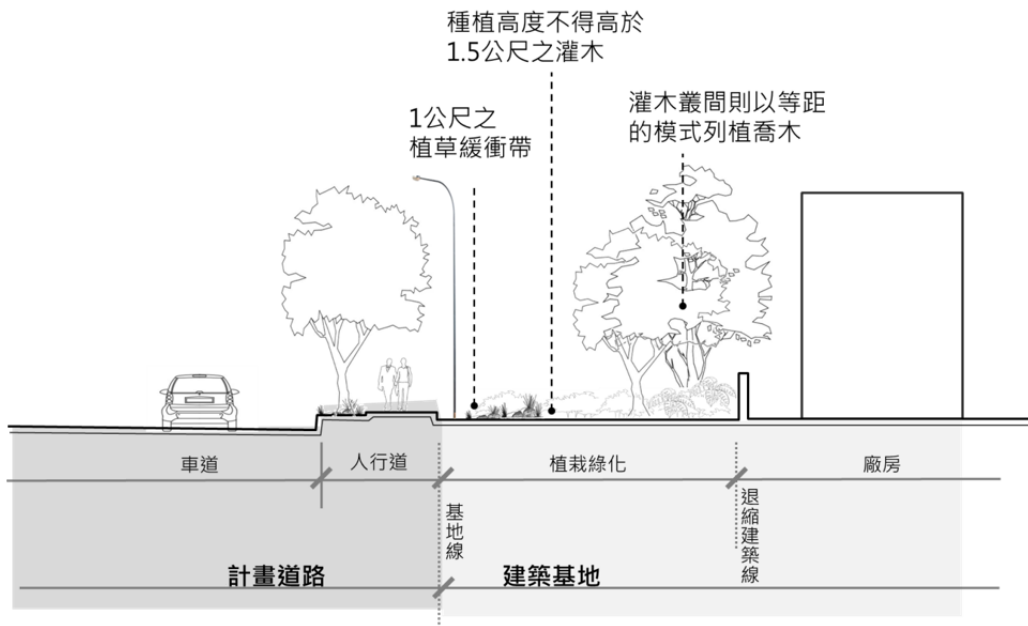 種植高度不得高於
1.5公尺之灌木
灌木叢間則以等距
的模式列植喬木
1公尺之
植草緩衝帶
車道
人行道
植栽綠化
廠房
基地線
退縮建築線
計畫道路
建築基地